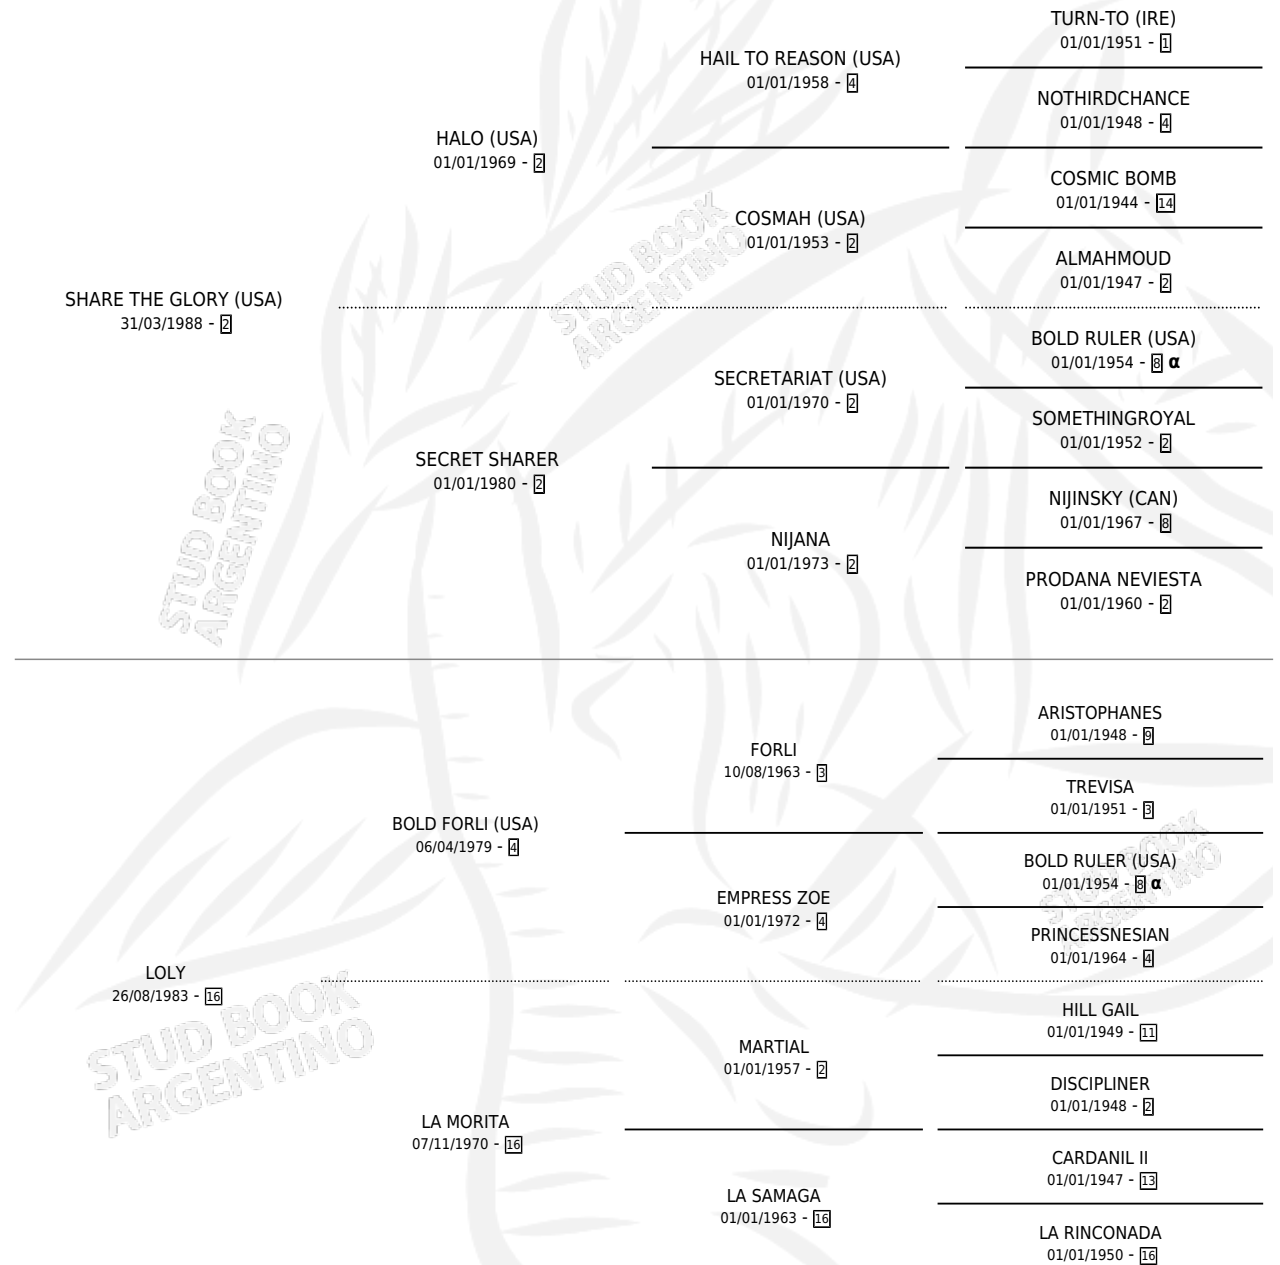 SHARE THE GLORY (USA)
31/03/1988 - 2
HALO (USA)
01/01/1969 - 2
SECRET SHARER
01/01/1980 - 2
HAIL TO REASON (USA)
01/01/1958 - 4
COSMAH (USA)
01/01/1953 - 2
SECRETARIAT (USA)
01/01/1970 - 2
NIJANA
01/01/1973 - 2
TURN-TO (IRE)
01/01/1951 - 1
NOTHIRDCHANCE
01/01/1948 - 4
COSMIC BOMB
01/01/1944 - 14
ALMAHMOUD
01/01/1947 - 2
BOLD RULER (USA)
01/01/1954 - 8 α
SOMETHINGROYAL
01/01/1952 - 2
NIJINSKY (CAN)
01/01/1967 - 8
PRODANA NEVIESTA
01/01/1960 - 2
LOLY
26/08/1983 - 16
BOLD FORLI (USA)
06/04/1979 - 4
LA MORITA
07/11/1970 - 16
FORLI
10/08/1963 - 3
EMPRESS ZOE
01/01/1972 - 4
MARTIAL
01/01/1957 - 2
LA SAMAGA
01/01/1963 - 16
ARISTOPHANES
01/01/1948 - 9
TREVISA
01/01/1951 - 3
BOLD RULER (USA)
01/01/1954 - 8 α
PRINCESSNESIAN
01/01/1964 - 4
HILL GAIL
01/01/1949 - 11
DISCIPLINER
01/01/1948 - 2
CARDANIL II
01/01/1947 - 13
LA RINCONADA
01/01/1950 - 16
STUD BOOK
ARGENTINO
STUD BOOK
ARGENTINO
STUD BOOK
ARGENTINO
STUD BOOK
ARGENTINO